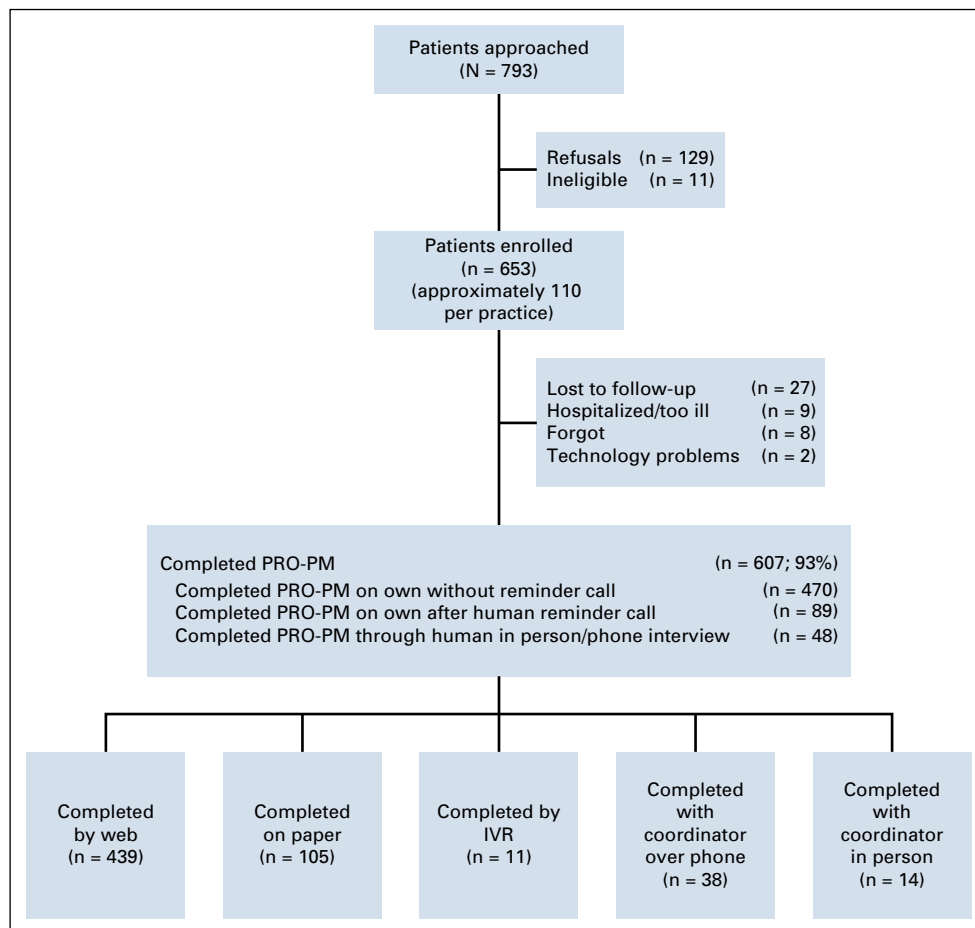 Patients approached
(N = 793)
Refusals (n = 129)
Ineligible (n = 11)
Patients enrolled
(n = 653)
(approximately 110
per practice)
Lost to follow-up (n = 27)
Hospitalized/too ill (n = 9)
Forgot (n = 8)
Technology problems (n = 2)
Completed PRO-PM (n = 607; 93%)
Completed PRO-PM on own without reminder call (n = 470)
Completed PRO-PM on own after human reminder call (n = 89)
Completed PRO-PM through human in person/phone interview (n = 48)
Completed
by web
(n = 439)
Completed
on paper
(n = 105)
Completed by
IVR
(n = 11)
Completed
with
coordinator
over phone
(n = 38)
Completed
with
coordinator
in person
(n = 14)